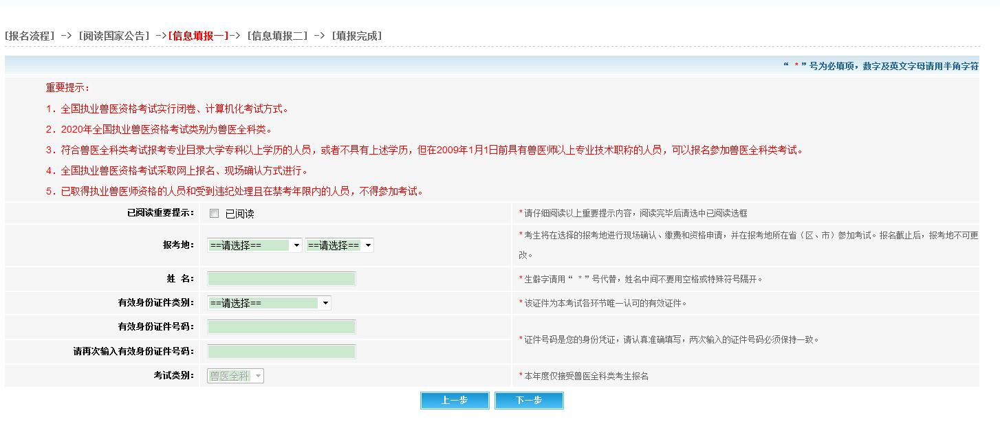 [报名流程] -> [阅读国家公告] ->[信息填报一]-> [信息填报二] -> [填报完成]
“ * ”号为必填项，数字及英文字母请用半角字符
重要提示：
1．全国执业兽医资格考试实行闭卷、计算机化考试方式。
2．2020年全国执业兽医资格考试类别为兽医全科类。
3．符合兽医全科类考试报考专业目录大学专科以上学历的人员，或者不具有上述学历，但在2009年1月1日前具有兽医师以上专业技术职称的人员，可以报名参加兽医全科类考试。
4．全国执业兽医资格考试采取网上报名、现场确认方式进行。
5．已取得执业兽医师资格的人员和受到违纪处理且在禁考年限内的人员，不得参加考试。
已阅读重要提示： 已阅读 *请仔细阅读以上重要提示内容，阅读完毕后请选中已阅读选框
报考地： ==请选择== ==请选择== *考生将在选择的报考地进行现场确认、缴费和资格申请，并在报考地所在省（区、市）参加考试。报名截止后，报考地不可更
改。
姓 名： *生僻字请用“ * ”号代替，姓名中间不要用空格或特殊符号隔开。
有效身份证件类别： ==请选择== *该证件为本考试各环节唯一认可的有效证件。
有效身份证件号码：
*证件号码是您的身份凭证，请认真准确填写，两次输入的证件号码必须保持一致。
请再次输入有效身份证件号码：
考试类别： 兽医全科 *本年度仅接受兽医全科类考生报名
上一步 下一步